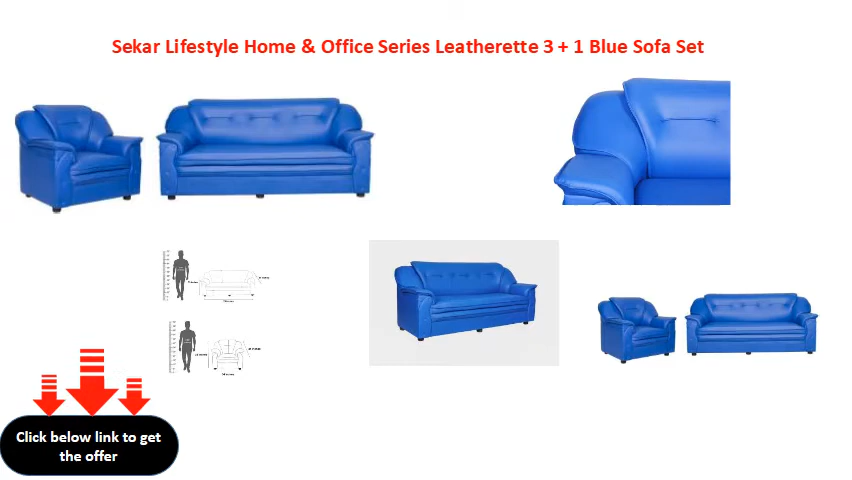 Sekar Lifestyle Home & Office Series Leatherette 3 + 1 Blue Sofa Set
Click below link to get
the offer